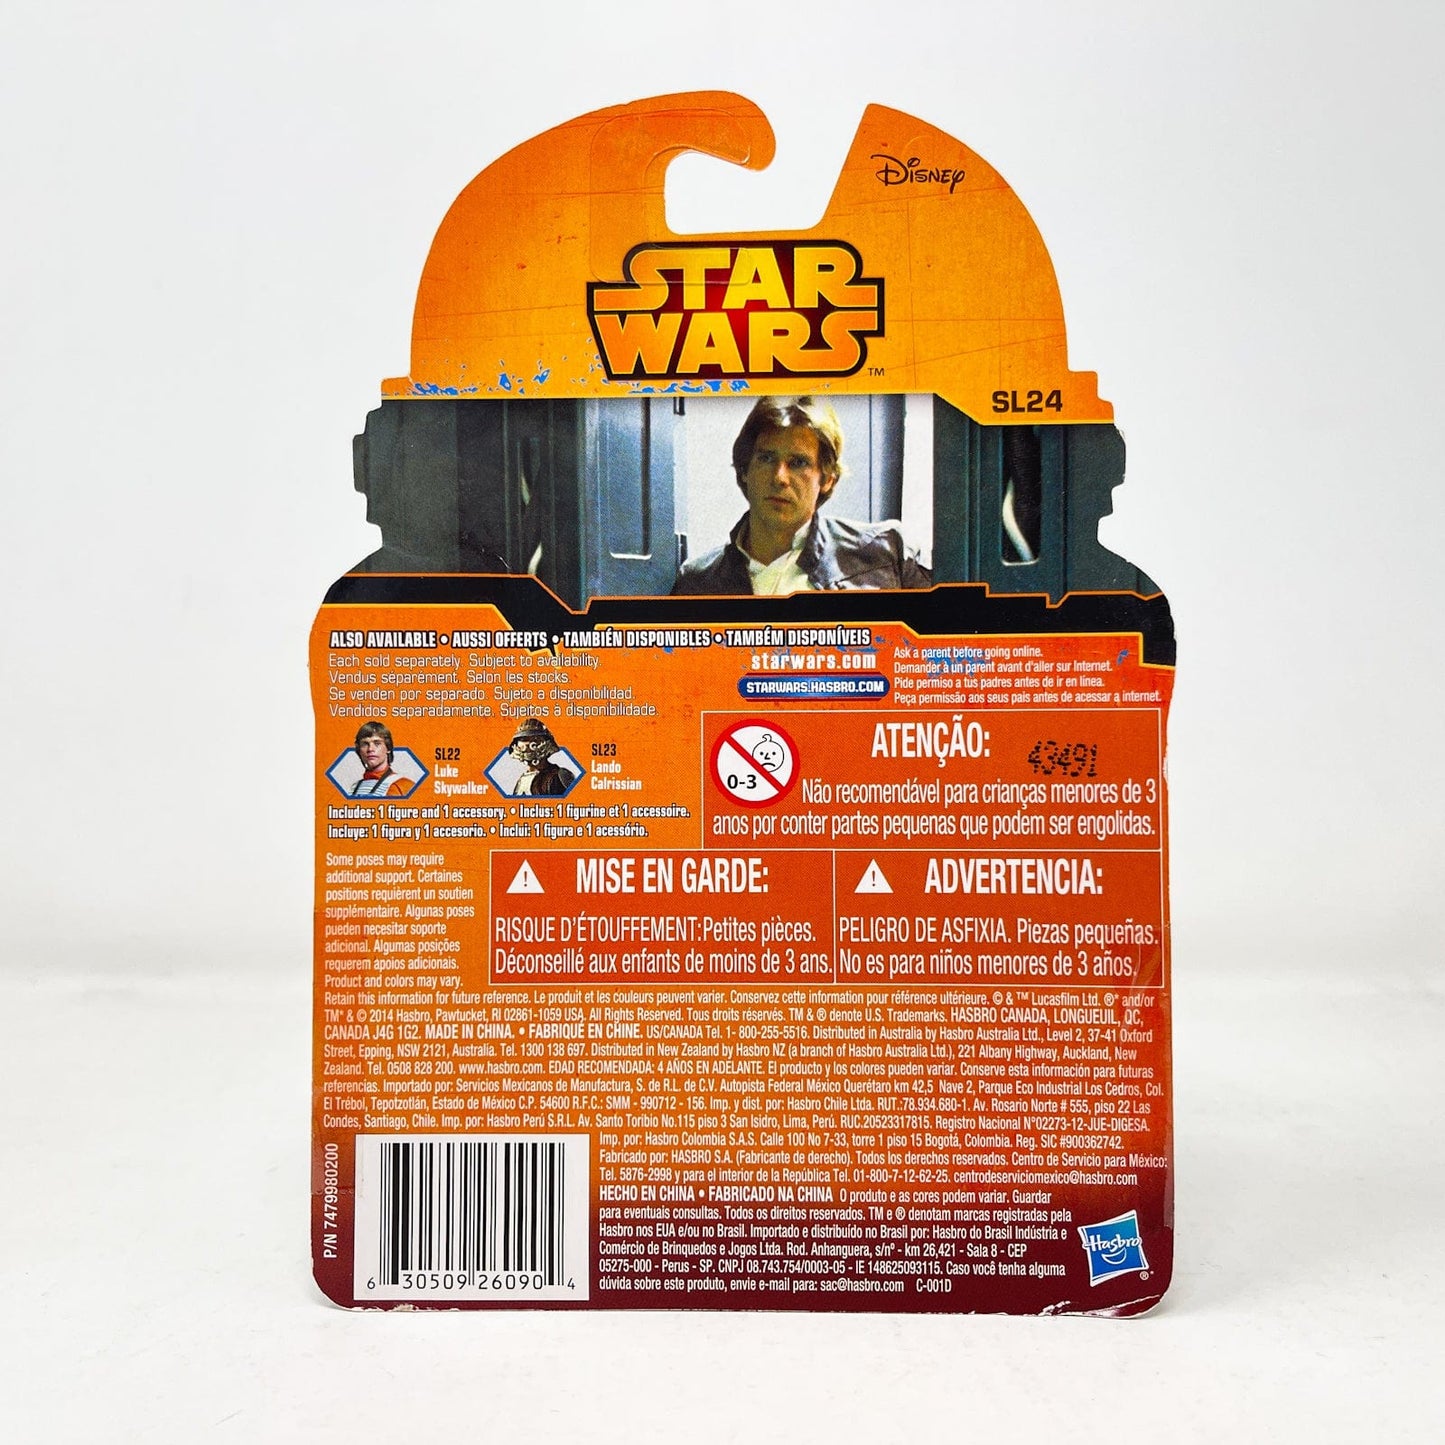 Disney
STAR
WARS
™
SL24
ALSO AVAILABLE • AUSSI OFFERTS • TAMBIÉN DISPONIBLES • TAMBÉM DISPONÍVEIS
Each sold separately. Subject to availability.
Vendus separément. Selon les stocks.
Se venden por separado. Sujeto a disponibilidad.
Vendidos separadamente. Sujeitos à disponibilidade.
starwars.com
STARWARS.HASBRO.COM
Ask a parent before going online.
Demander à un parent avant d'aller sur Internet.
Pide permiso a tus padres antes de ir en línea.
Peça permissão aos seus pais antes de acessar a internet.
SL22
Luke
Skywalker
SL23
Lando
Calrissian
Includes: 1 figure and 1 accessory. • Inclus: 1 figurine et 1 accessoire.
Incluye: 1 figura y 1 accesorio. • Inclui: 1 figura e 1 acessório.
0-3
ATENÇÃO:
43491
Não recomendável para crianças menores de 3
anos por conter partes pequenas que podem ser engolidas.
Some poses may require
additional support. Certaines
positions requièrent un soutien
supplémentaire. Algunas poses
pueden necesitar soporte
adicional. Algumas posições
requerem apoios adicionais.
Product and colors may vary.
MISE EN GARDE:
RISQUE D'ÉTOUFFEMENT:Petites pièces.
Déconseillé aux enfants de moins de 3 ans.
ADVERTENCIA:
PELIGRO DE ASFIXIA. Piezas pequeñas.
No es para niños menores de 3 años.
Retain this information for future reference. Le produit et les couleurs peuvent varier. Conservez cette information pour référence ultérieure. © & ™ Lucasfilm Ltd. ®* and/or
TM* & © 2014 Hasbro, Pawtucket, RI 02861-1059 USA. All Rights Reserved. Tous droits réservés. TM & ® denote U.S. Trademarks. HASBRO CANADA, LONGUEUIL, QC,
CANADA J4G 1G2. MADE IN CHINA. • FABRIQUÉ EN CHINE. US/CANADA Tel. 1- 800-255-5516. Distributed in Australia by Hasbro Australia Ltd., Level 2, 37-41 Oxford
Street, Epping, NSW 2121, Australia. Tel. 1300 138 697. Distributed in New Zealand by Hasbro NZ (a branch of Hasbro Australia Ltd.), 221 Albany Highway, Auckland, New
Zealand. Tel. 0508 828 200. www.hasbro.com. EDAD RECOMENDADA: 4 AÑOS EN ADELANTE. El producto y los colores pueden variar. Conserve esta información para futuras
referencias. Importado por: Servicios Mexicanos de Manufactura, S. de R.L. de C.V. Autopista Federal México Querétaro km 42,5 Nave 2, Parque Eco Industrial Los Cedros, Col.
El Trébol, Tepotzotlán, Estado de México C.P. 54600 R.F.C.: SMM - 990712 - 156. Imp. y dist. por: Hasbro Chile Ltda. RUT.:78.934.680-1. Av. Rosario Norte # 555, piso 22 Las
Condes, Santiago, Chile. Imp. por: Hasbro Perú S.R.L. Av. Santo Toribio No.115 piso 3 San Isidro, Lima, Perú. RUC.20523317815. Registro Nacional N°02273-12-JUE-DIGESA.
Imp. por: Hasbro Colombia S.A.S. Calle 100 No 7-33, torre 1 piso 15 Bogotá, Colombia. Reg. SIC #900362742.
Fabricado por: HASBRO S.A. (Fabricante de derecho). Todos los derechos reservados. Centro de Servicio para México:
Tel. 5876-2998 y para el interior de la República Tel. 01-800-7-12-62-25. centrodeserviciomexico@hasbro.com
HECHO EN CHINA • FABRICADO NA CHINA O produto e as cores podem variar. Guardar
para eventuais consultas. Todos os direitos reservados. TM e ® denotam marcas registradas pela
Hasbro nos EUA e/ou no Brasil. Importado e distribuído no Brasil por: Hasbro do Brasil Indústria e
Comércio de Brinquedos e Jogos Ltda. Rod. Anhanguera, s/nº - km 26,421 - Sala 8 - CEP
05275-000 - Perus - SP. CNPJ 08.743.754/0003-05 - IE 148625093115. Caso você tenha alguma
dúvida sobre este produto, envie e-mail para: sac@hasbro.com C-001D
P/N 7479980200
6 30509 26090 4
Hasbro
®*